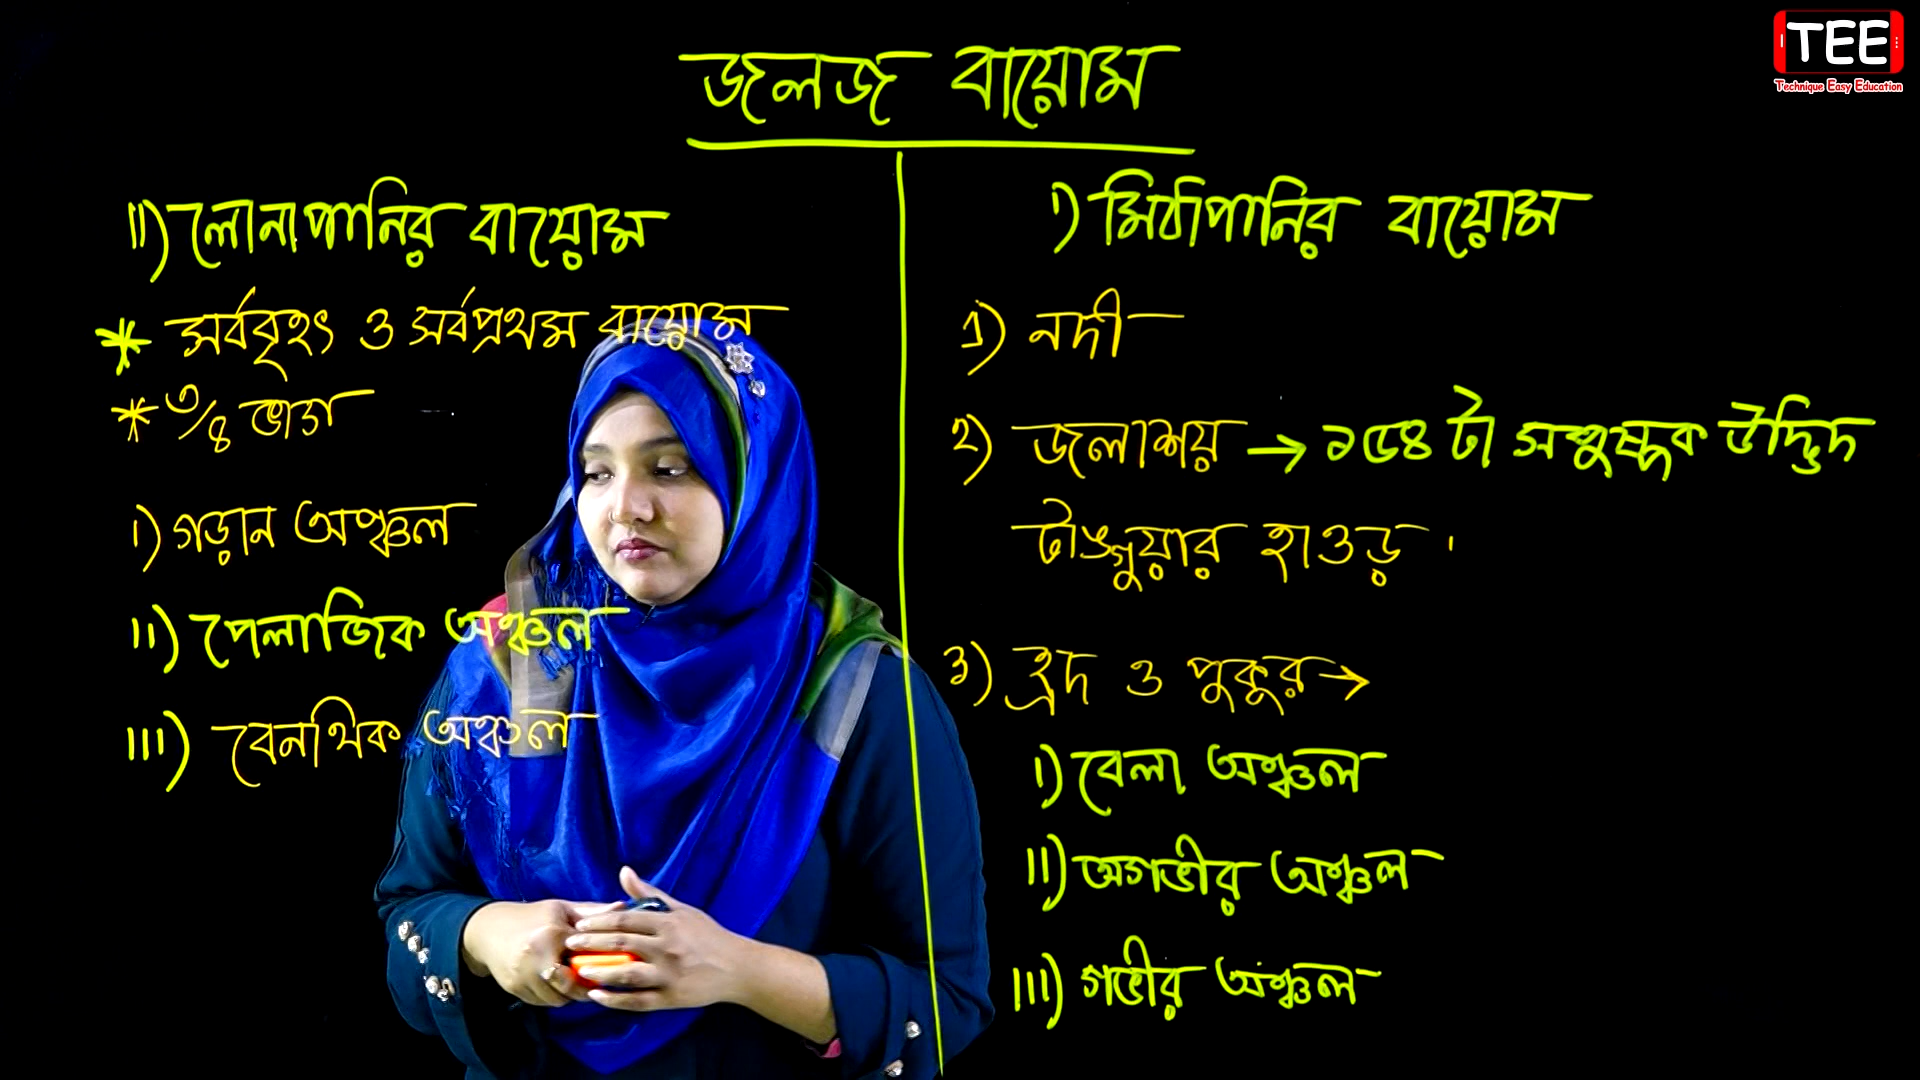 TEE
Technique Easy Education
জলজ বায়োম
II) লোনাপানির বায়োম
* সর্ববৃহৎ ও সর্বপ্রথম বায়োম
* ৩/৪ ভাগ
i) গড়ান অঞ্চল
ii) পেলাজিক অঞ্চল
iii) বেনথিক অঞ্চল
i) মিঠাপানির বায়োম
১) নদী
২) জলাশয় → ১৫৪ টা সপুষ্পক উদ্ভিদ
টাঙ্গুয়ার হাওড়
৩) হ্রদ ও পুকুর →
i) বেলা অঞ্চল
ii) অগভীর অঞ্চল
iii) গভীর অঞ্চল